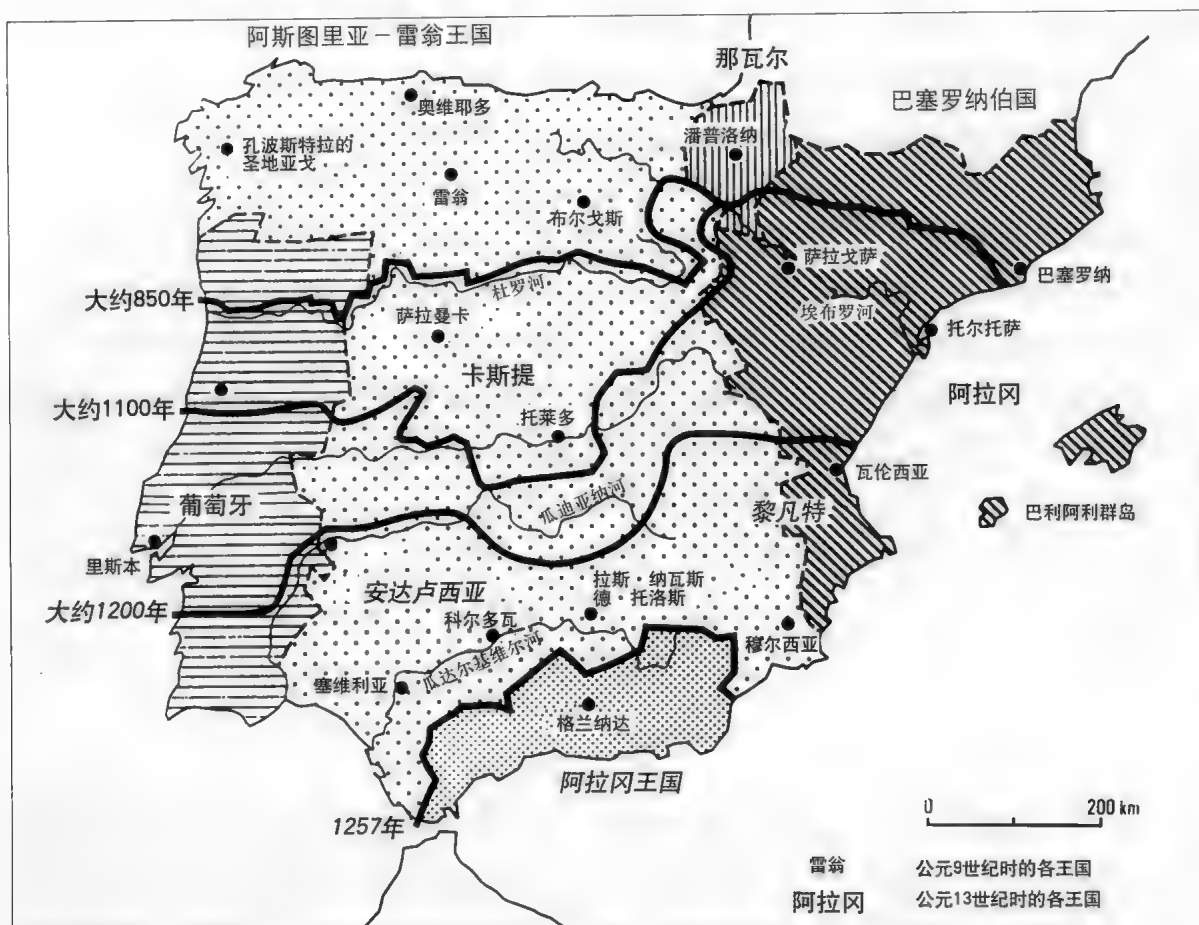 阿斯图里亚－雷翁王国
那瓦尔
巴塞罗纳伯国
奥维耶多
潘普洛纳
孔波斯特拉的
圣地亚戈
雷翁
布尔戈斯
萨拉戈萨
巴塞罗纳
大约850年
杜罗河
埃布罗河
萨拉曼卡
托尔托萨
卡斯提
阿拉冈
大约1100年
托莱多
瓦伦西亚
葡萄牙
瓜迪亚纳河
黎凡特
巴利阿利群岛
里斯本
拉斯 纳瓦斯
德 托洛斯
安达卢西亚
大约1200年
科尔多瓦
穆尔西亚
瓜达尔基维尔河
塞维利亚
格兰纳达
阿拉冈王国
0 200 km
1257年
雷翁 公元9世纪时的各王国
阿拉冈 公元13世纪时的各王国